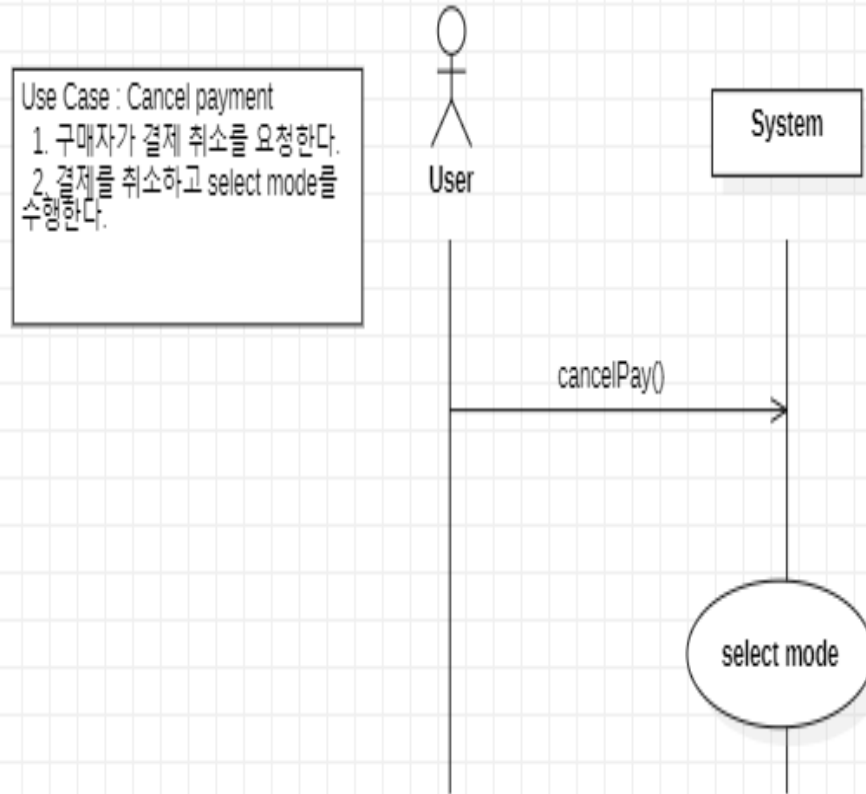 Use Case : Cancel payment
1. 구매자가 결제 취소를 요청한다.
2. 결제를 취소하고 select mode를
수행한다.
User
System
cancelPay()
select mode